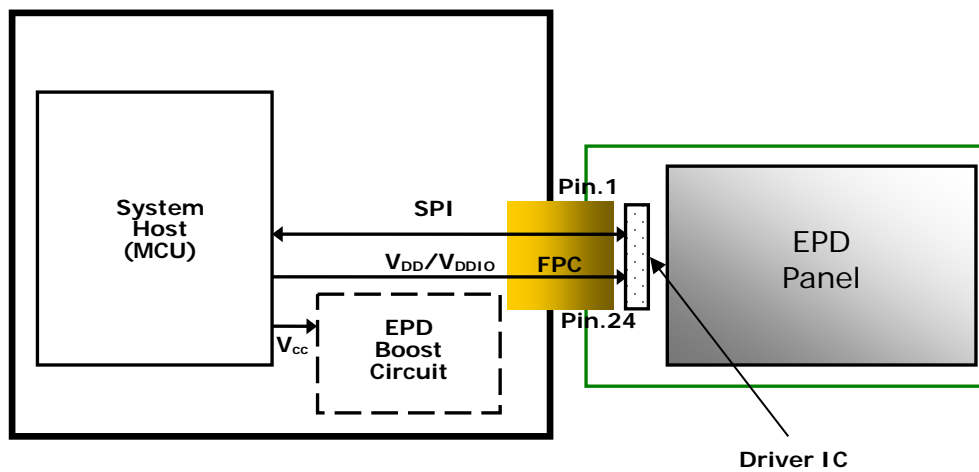 System
Host
(MCU)
SPI
VDD/VDDIO
FPC
Pin.1
Pin.24
Vcc
EPD
Boost
Circuit
EPD
Panel
Driver IC